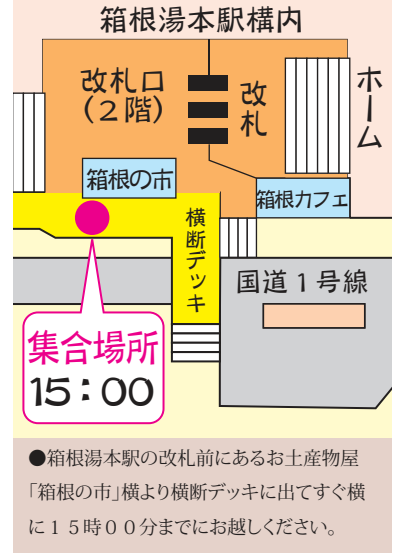 箱根湯本駅構内
改札口
(2階)
改札
ホーム
箱根の市
箱根カフェ
横断デッキ
国道1号線
集合場所
15:00
●箱根湯本駅の改札前にあるお土産物屋
「箱根の市」横より横断デッキに出てすぐ横
に15時00分までにお越しください。